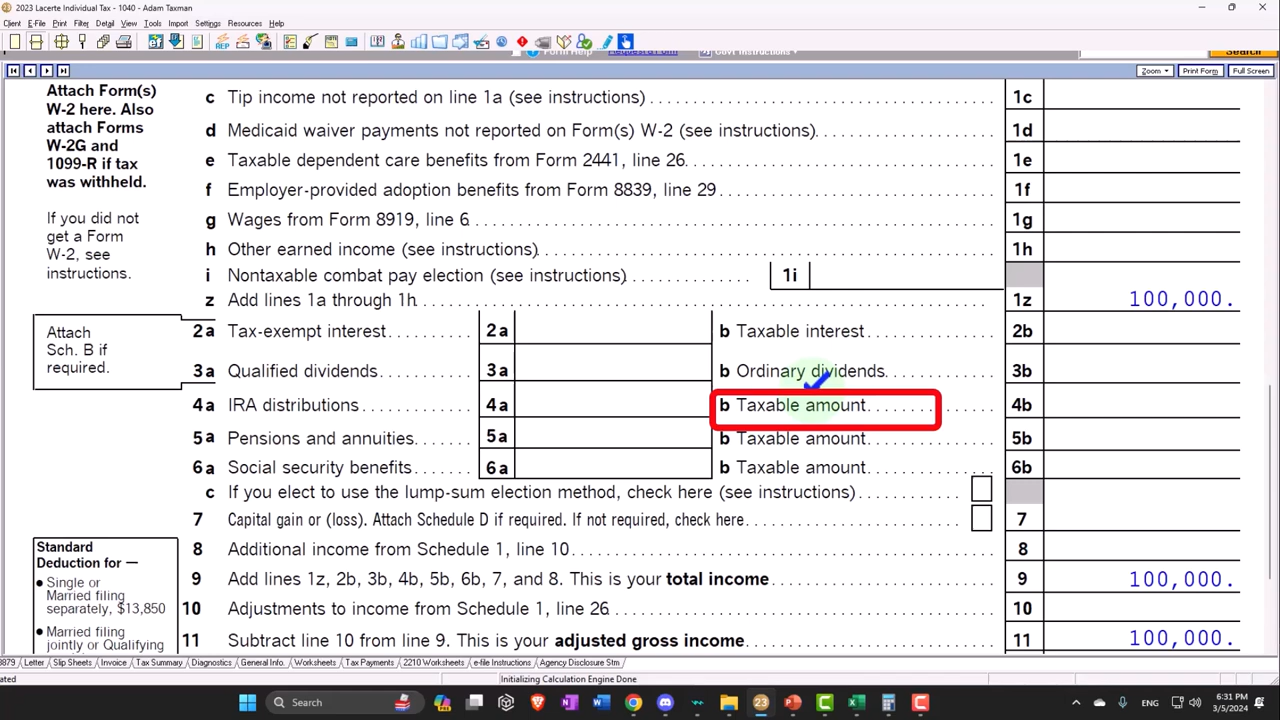 2023 Lacerte Individual Tax - 1040 - Adam Taxman
Client E-File Print Filter Detail View Tools Import Settings Resources Help
Form Help
Search
Zoom Print Form Full Screen
Attach Form(s)
W-2 here. Also
attach Forms
W-2G and
1099-R if tax
was withheld.
If you did not
get a Form
W-2, see
instructions.
c Tip income not reported on line 1a (see instructions) 1c
d Medicaid waiver payments not reported on Form(s) W-2 (see instructions) 1d
e Taxable dependent care benefits from Form 2441, line 26 1e
f Employer-provided adoption benefits from Form 8839, line 29 1f
g Wages from Form 8919, line 6 1g
h Other earned income (see instructions) 1h
i Nontaxable combat pay election (see instructions) 1i
z Add lines 1a through 1h 1z 100,000.
Attach
Sch. B if
required.
2a Tax-exempt interest 2a b Taxable interest 2b
3a Qualified dividends 3a b Ordinary dividends 3b
4a IRA distributions 4a b Taxable amount 4b
5a Pensions and annuities 5a b Taxable amount 5b
6a Social security benefits 6a b Taxable amount 6b
c If you elect to use the lump-sum election method, check here (see instructions)
7 Capital gain or (loss). Attach Schedule D if required. If not required, check here 7
8 Additional income from Schedule 1, line 10 8
9 Add lines 1z, 2b, 3b, 4b, 5b, 6b, 7, and 8. This is your total income 9 100,000.
10 Adjustments to income from Schedule 1, line 26 10
11 Subtract line 10 from line 9. This is your adjusted gross income 11 100,000.
Standard
Deduction for —
• Single or
Married filing
separately, $13,850
• Married filing
jointly or Qualifying
8879 Letter Slip Sheets Invoice Tax Summary Diagnostics General Info. Worksheets Tax Payments 2210 Worksheets e-file Instructions Agency Disclosure Stm
ated Initializing Calculation Engine Done
Search
23
ENG
6:31 PM
3/5/2024